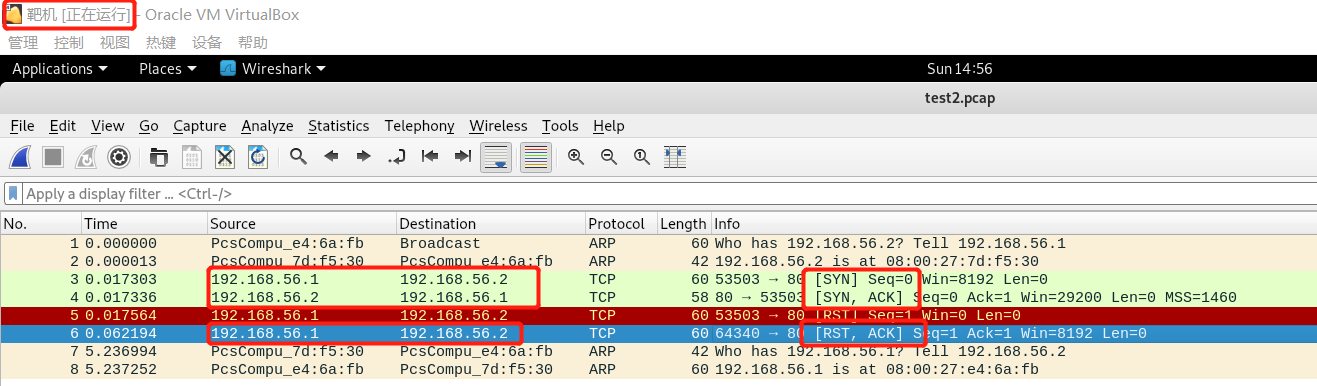 靶机 [正在运行] - Oracle VM VirtualBox
管理 控制 视图 热键 设备 帮助
Applications Places Wireshark Sun 14:56
test2.pcap
File Edit View Go Capture Analyze Statistics Telephony Wireless Tools Help
Apply a display filter ... <Ctrl-/>
No. Time Source Destination Protocol Length Info
1 0.000000 PcsCompu_e4:6a:fb Broadcast ARP 60 Who has 192.168.56.2? Tell 192.168.56.1
2 0.000013 PcsCompu_7d:f5:30 PcsCompu_e4:6a:fb ARP 42 192.168.56.2 is at 08:00:27:7d:f5:30
3 0.017303 192.168.56.1 192.168.56.2 TCP 60 53503 → 80 [SYN] Seq=0 Win=8192 Len=0
4 0.017336 192.168.56.2 192.168.56.1 TCP 58 80 → 53503 [SYN, ACK] Seq=0 Ack=1 Win=29200 Len=0 MSS=1460
5 0.017564 192.168.56.1 192.168.56.2 TCP 60 53503 → 80 [RST] Seq=1 Win=0 Len=0
6 0.062194 192.168.56.1 192.168.56.2 TCP 60 64340 → 80 [RST, ACK] Seq=1 Ack=1 Win=8192 Len=0
7 5.236994 PcsCompu_7d:f5:30 PcsCompu_e4:6a:fb ARP 42 Who has 192.168.56.1? Tell 192.168.56.2
8 5.237252 PcsCompu_e4:6a:fb PcsCompu_7d:f5:30 ARP 60 192.168.56.1 is at 08:00:27:e4:6a:fb